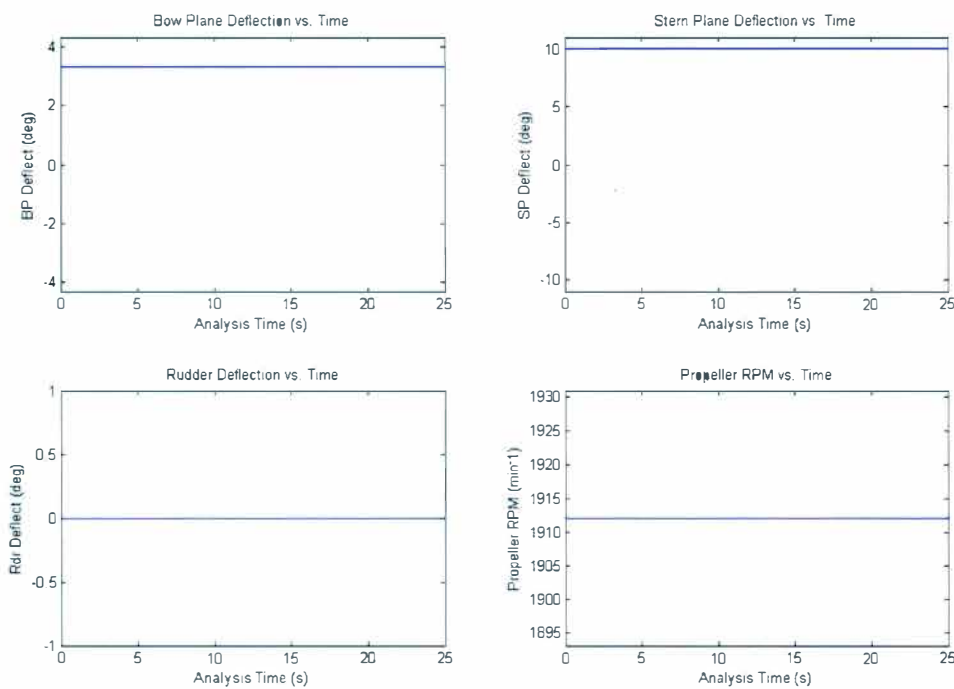 Bow Plane Deflection vs. Time
4
2
0
-2
-4
BP Deflect (deg)
0 5 10 15 20 25
Analysis Time (s)
Stern Plane Deflection vs Time
10
5
0
-5
-10
SP Deflect (deg)
0 5 10 15 20 25
Analysis Time (s)
Rudder Deflection vs. Time
1
0 5
0
-0 5
-1
Rdr Deflect (deg)
0 5 10 15 20 25
Analysis Time (s)
Propeller RPM vs. Time
1930
1925
1920
1915
1910
1905
1900
1895
Propeller RPM (min-1)
0 5 10 15 20 25
Analysis Time (s)